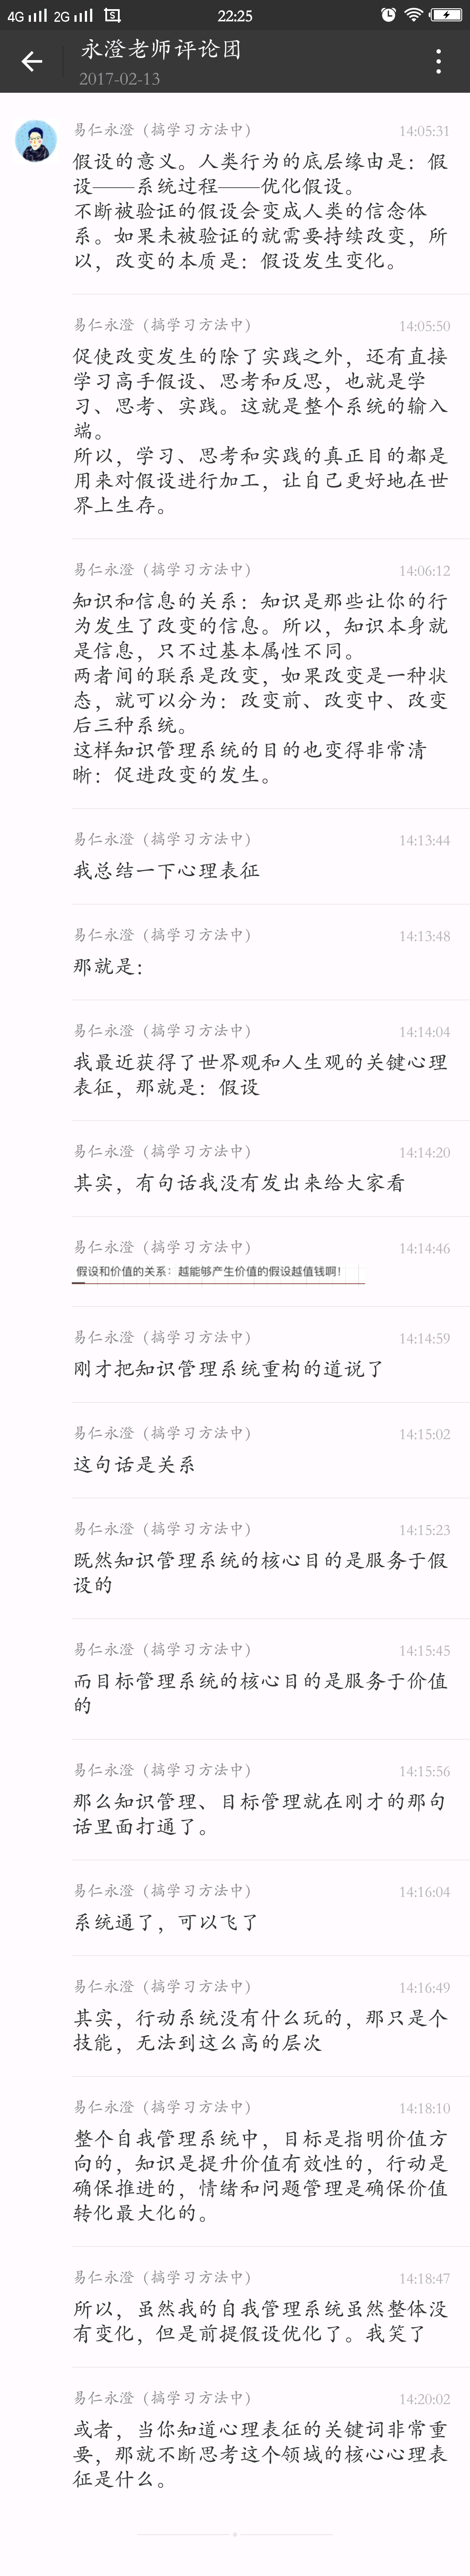 4G 2G 22:25
永澄老师评论团
2017-02-13
易仁永澄（搞学习方法中） 14:05:31
假设的意义。人类行为的底层缘由是：假
设——系统过程——优化假设。
不断被验证的假设会变成人类的信念体
系。如果未被验证的就需要持续改变，所
以，改变的本质是：假设发生变化。
易仁永澄（搞学习方法中） 14:05:50
促使改变发生的除了实践之外，还有直接
学习高手假设、思考和反思，也就是学
习、思考、实践。这就是整个系统的输入
端。
所以，学习、思考和实践的真正目的都是
用来对假设进行加工，让自己更好地在世
界上生存。
易仁永澄（搞学习方法中） 14:06:12
知识和信息的关系：知识是那些让你的行
为发生了改变的信息。所以，知识本身就
是信息，只不过基本属性不同。
两者间的联系是改变，如果改变是一种状
态，就可以分为：改变前、改变中、改变
后三种系统。
这样知识管理系统的目的也变得非常清
晰：促进改变的发生。
易仁永澄（搞学习方法中） 14:13:44
我总结一下心理表征
易仁永澄（搞学习方法中） 14:13:48
那就是：
易仁永澄（搞学习方法中） 14:14:04
我最近获得了世界观和人生观的关键心理
表征，那就是：假设
易仁永澄（搞学习方法中） 14:14:20
其实，有句话我没有发出来给大家看
易仁永澄（搞学习方法中） 14:14:46
假设和价值的关系：越能够产生价值的假设越值钱啊！
易仁永澄（搞学习方法中） 14:14:59
刚才把知识管理系统重构的道说了
易仁永澄（搞学习方法中） 14:15:02
这句话是关系
易仁永澄（搞学习方法中） 14:15:23
既然知识管理系统的核心目的是服务于假
设的
易仁永澄（搞学习方法中） 14:15:45
而目标管理系统的核心目的是服务于价值
的
易仁永澄（搞学习方法中） 14:15:56
那么知识管理、目标管理就在刚才的那句
话里面打通了。
易仁永澄（搞学习方法中） 14:16:04
系统通了，可以飞了
易仁永澄（搞学习方法中） 14:16:49
其实，行动系统没有什么玩的，那只是个
技能，无法到这么高的层次
易仁永澄（搞学习方法中） 14:18:10
整个自我管理系统中，目标是指明价值方
向的，知识是提升价值有效性的，行动是
确保推进的，情绪和问题管理是确保价值
转化最大化的。
易仁永澄（搞学习方法中） 14:18:47
所以，虽然我的自我管理系统虽然整体没
有变化，但是前提假设优化了。我笑了
易仁永澄（搞学习方法中） 14:20:02
或者，当你知道心理表征的关键词非常重
要，那就不断思考这个领域的核心心理表
征是什么。